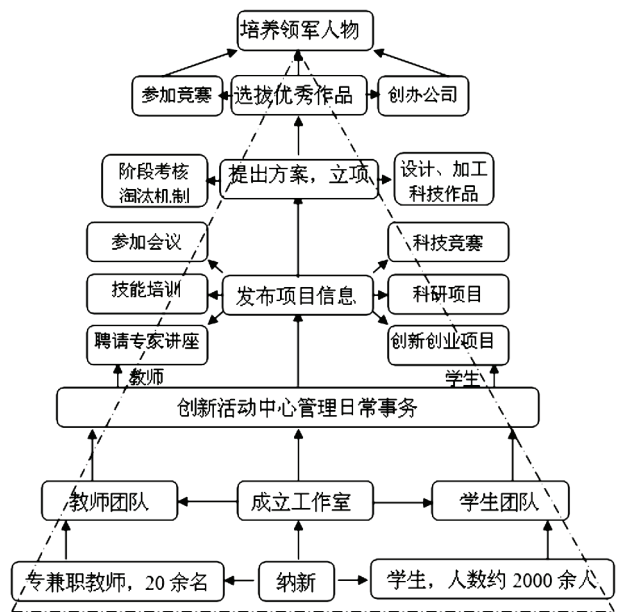 培养领军人物
参加竞赛
选拔优秀作品
创办公司
阶段考核
淘汰机制
提出方案，立项
设计、加工
科技作品
参加会议
科技竞赛
技能培训
发布项目信息
科研项目
聘请专家讲座
创新创业项目
教师
学生
创新活动中心管理日常事务
教师团队
成立工作室
学生团队
专兼职教师，20 余名
纳新
学生，人数约 2000 余人